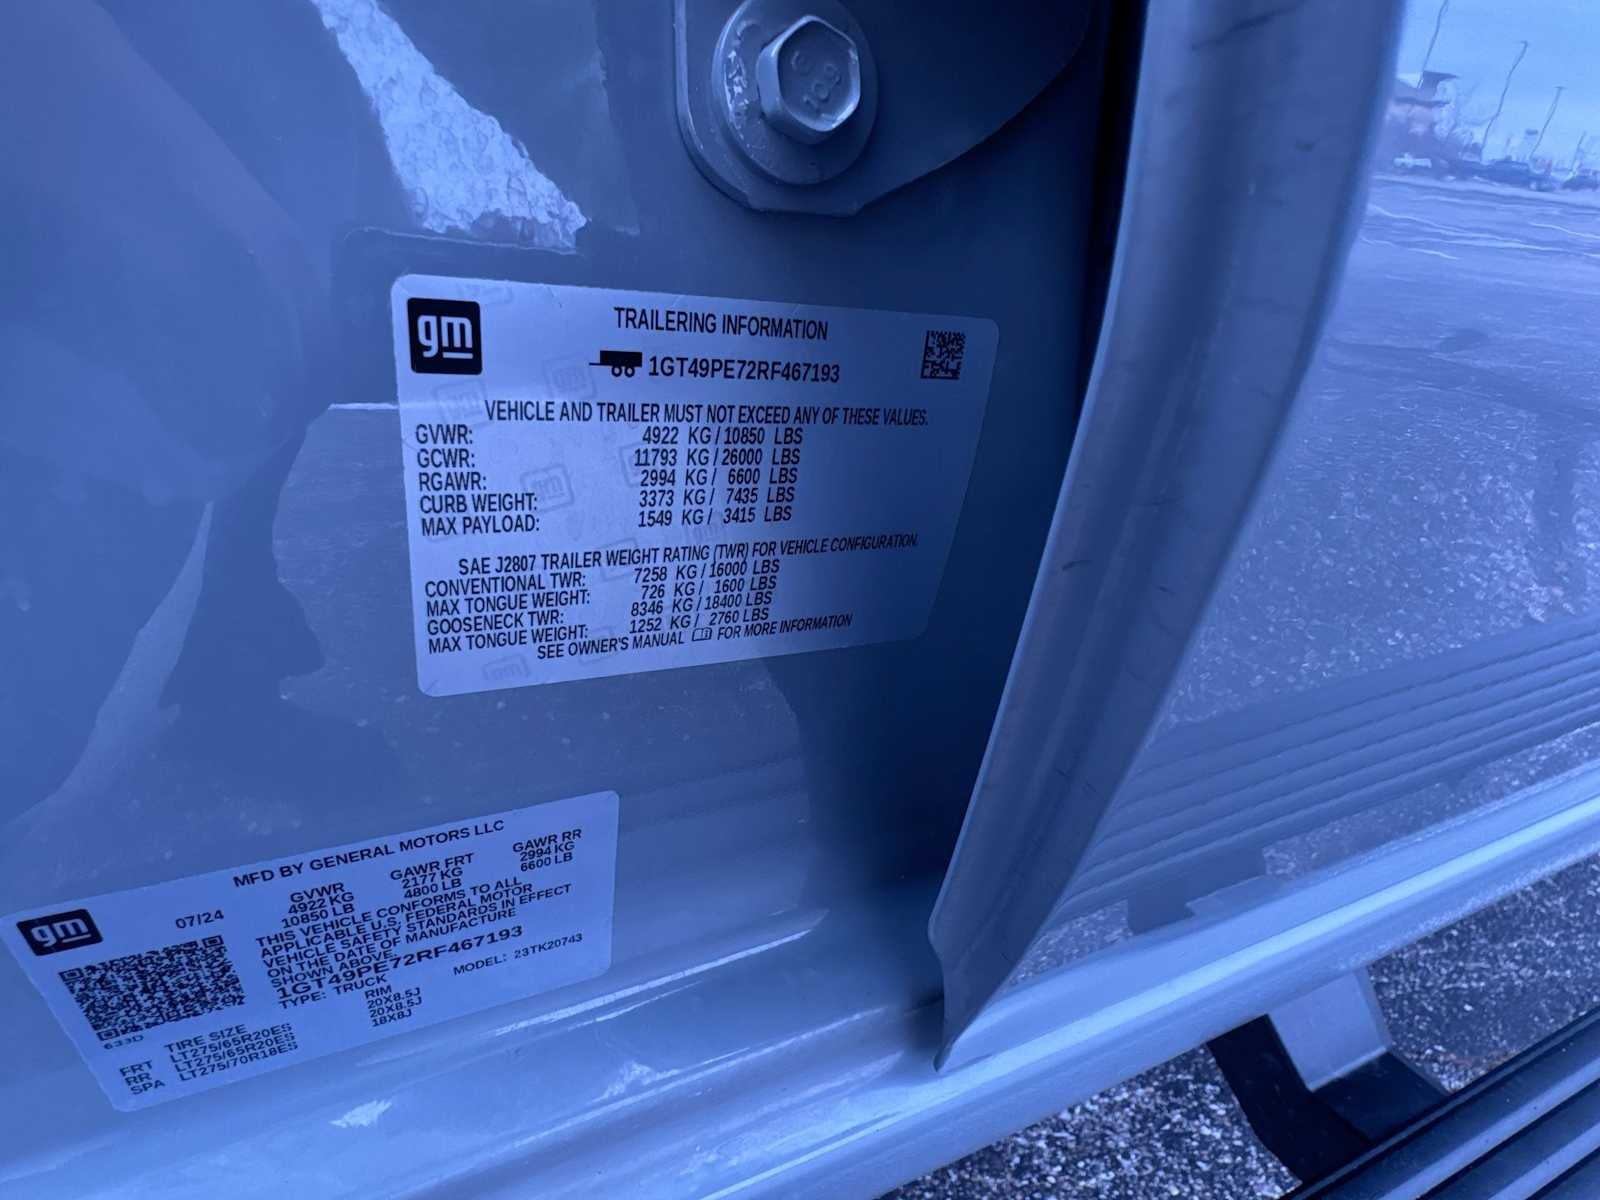 10.9
gm
TRAILERING INFORMATION
1GT49PE72RF467193
VEHICLE AND TRAILER MUST NOT EXCEED ANY OF THESE VALUES.
GVWR: 4922 KG / 10850 LBS
GCWR: 11793 KG / 26000 LBS
RGAWR: 2994 KG / 6600 LBS
CURB WEIGHT: 3373 KG / 7435 LBS
MAX PAYLOAD: 1549 KG / 3415 LBS
SAE J2807 TRAILER WEIGHT RATING (TWR) FOR VEHICLE CONFIGURATION.
CONVENTIONAL TWR: 7258 KG / 16000 LBS
MAX TONGUE WEIGHT: 726 KG / 1600 LBS
GOOSENECK TWR: 8346 KG / 18400 LBS
MAX TONGUE WEIGHT: 1252 KG / 2760 LBS
SEE OWNER'S MANUAL FOR MORE INFORMATION
gm
MFD BY GENERAL MOTORS LLC
07/24
GVWR GAWR FRT GAWR RR
4922 KG 2177 KG 2994 KG
10850 LB 4800 LB 6600 LB
THIS VEHICLE CONFORMS TO ALL
APPLICABLE U.S. FEDERAL MOTOR
VEHICLE SAFETY STANDARDS IN EFFECT
ON THE DATE OF MANUFACTURE
SHOWN ABOVE.
1GT49PE72RF467193
TYPE: TRUCK MODEL: 23TK20743
633D
TIRE SIZE RIM
FRT LT275/65R20ES 20X8.5J
RR LT275/65R20ES 20X8.5J
SPA LT275/70R18ES 18X8J